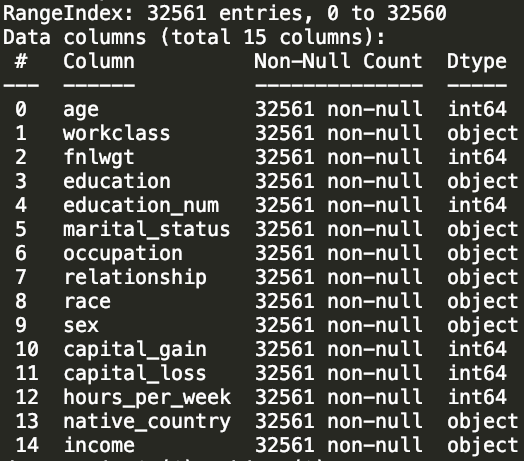 RangeIndex: 32561 entries, 0 to 32560
Data columns (total 15 columns):
 #   Column          Non-Null Count  Dtype
---  ------          --------------  -----
 0   age             32561 non-null  int64
 1   workclass       32561 non-null  object
 2   fnlwgt          32561 non-null  int64
 3   education       32561 non-null  object
 4   education_num   32561 non-null  int64
 5   marital_status  32561 non-null  object
 6   occupation      32561 non-null  object
 7   relationship    32561 non-null  object
 8   race            32561 non-null  object
 9   sex             32561 non-null  object
 10  capital_gain    32561 non-null  int64
 11  capital_loss    32561 non-null  int64
 12  hours_per_week  32561 non-null  int64
 13  native_country  32561 non-null  object
 14  income          32561 non-null  object